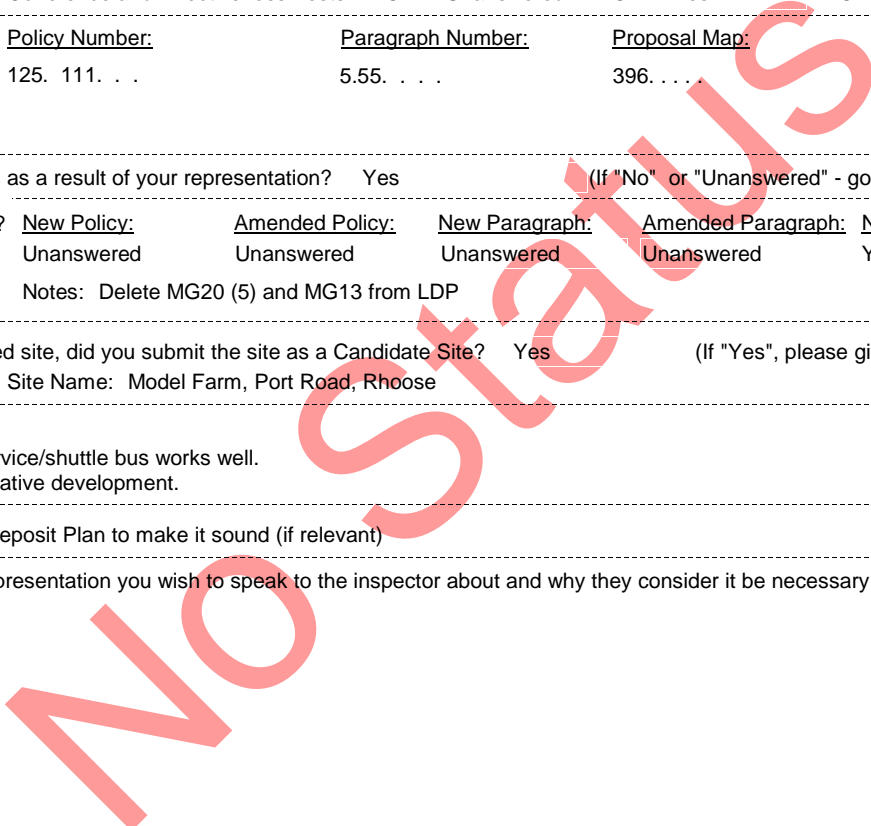 Policy Number: Paragraph Number: Proposal Map:
125. 111. . . 5.55. . . . 396. . . . .
as a result of your representation? Yes (If "No" or "Unanswered" - go
? New Policy: Amended Policy: New Paragraph: Amended Paragraph: N
Unanswered Unanswered Unanswered Unanswered Y
Notes: Delete MG20 (5) and MG13 from LDP
ed site, did you submit the site as a Candidate Site? Yes (If "Yes", please gi
Site Name: Model Farm, Port Road, Rhoose
rvice/shuttle bus works well.
ative development.
eposit Plan to make it sound (if relevant)
presentation you wish to speak to the inspector about and why they consider it be necessary
No Status